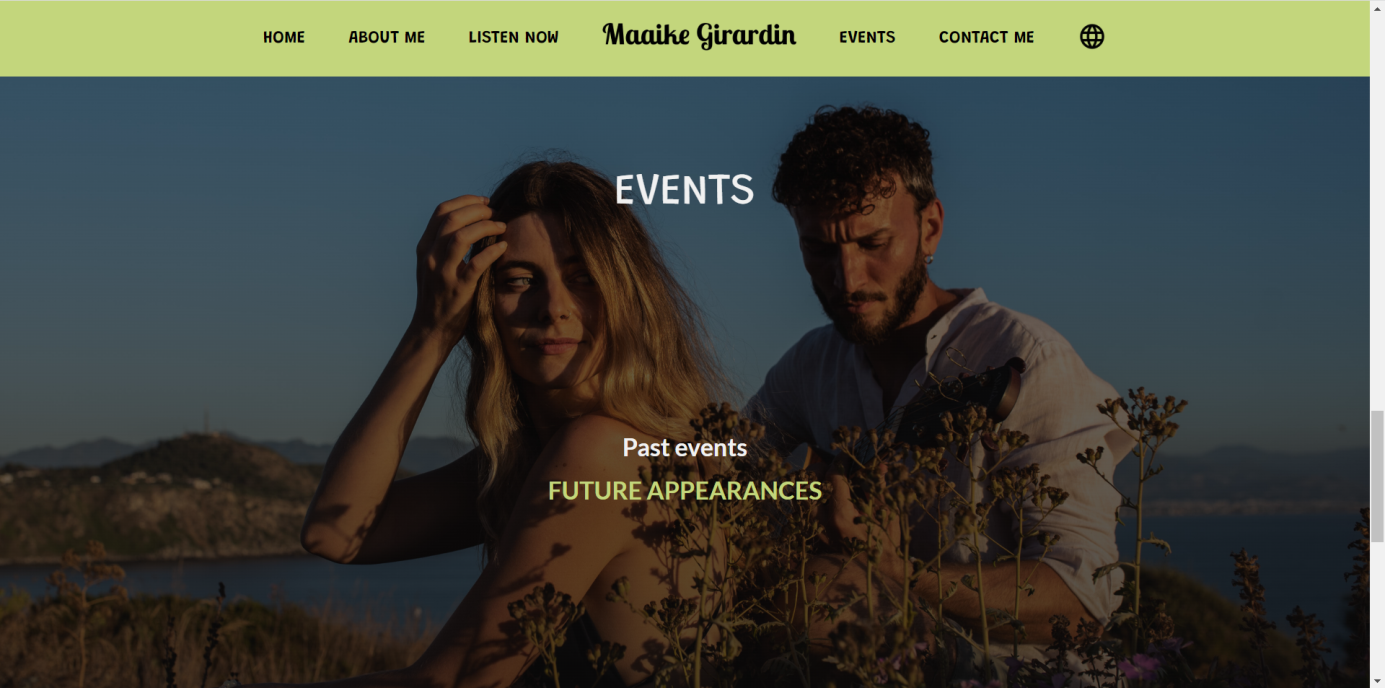 HOME ABOUT ME LISTEN NOW Maaike Girardin EVENTS CONTACT ME
EVENTS
Past events
FUTURE APPEARANCES